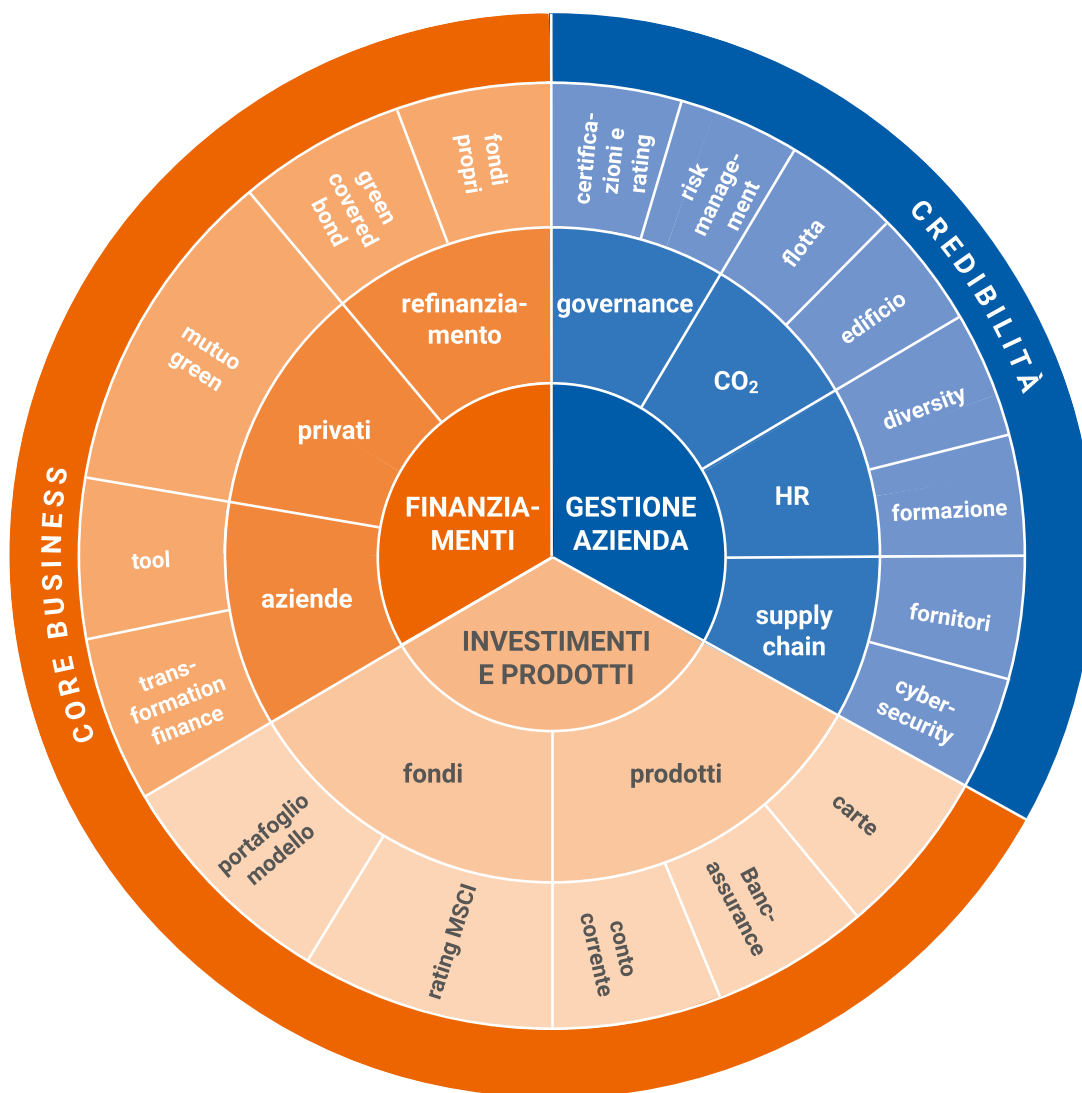 CORE BUSINESS
CREDIBILITÀ
FINANZIA-
MENTI
GESTIONE
AZIENDA
INVESTIMENTI
E PRODOTTI
refinanzia-
mento
privati
aziende
governance
CO₂
HR
supply
chain
prodotti
fondi
fondi
propri
green
covered
bond
mutuo
green
tool
trans-
formation
finance
certifica-
zioni e
rating
risk
manage-
ment
flotta
edificio
diversity
formazione
fornitori
cyber-
security
carte
Banc-
assurance
conto
corrente
rating MSCI
portafoglio
modello